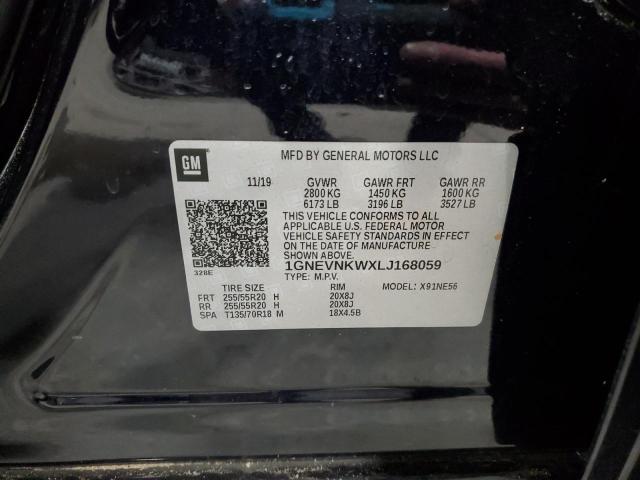 GM
MFD BY GENERAL MOTORS LLC
11/19 GVWR GAWR FRT GAWR RR
2800 KG 1450 KG 1600 KG
6173 LB 3196 LB 3527 LB
THIS VEHICLE CONFORMS TO ALL
APPLICABLE U.S. FEDERAL MOTOR
VEHICLE SAFETY STANDARDS IN EFFECT
ON THE DATE OF MANUFACTURE
SHOWN ABOVE.
328E
1GNEVNKWXLJ168059
TYPE: M.P.V. MODEL: X91NE56
TIRE SIZE RIM
FRT 255/55R20 H 20X8J
RR 255/55R20 H 20X8J
SPA T135/70R18 M 18X4.5B